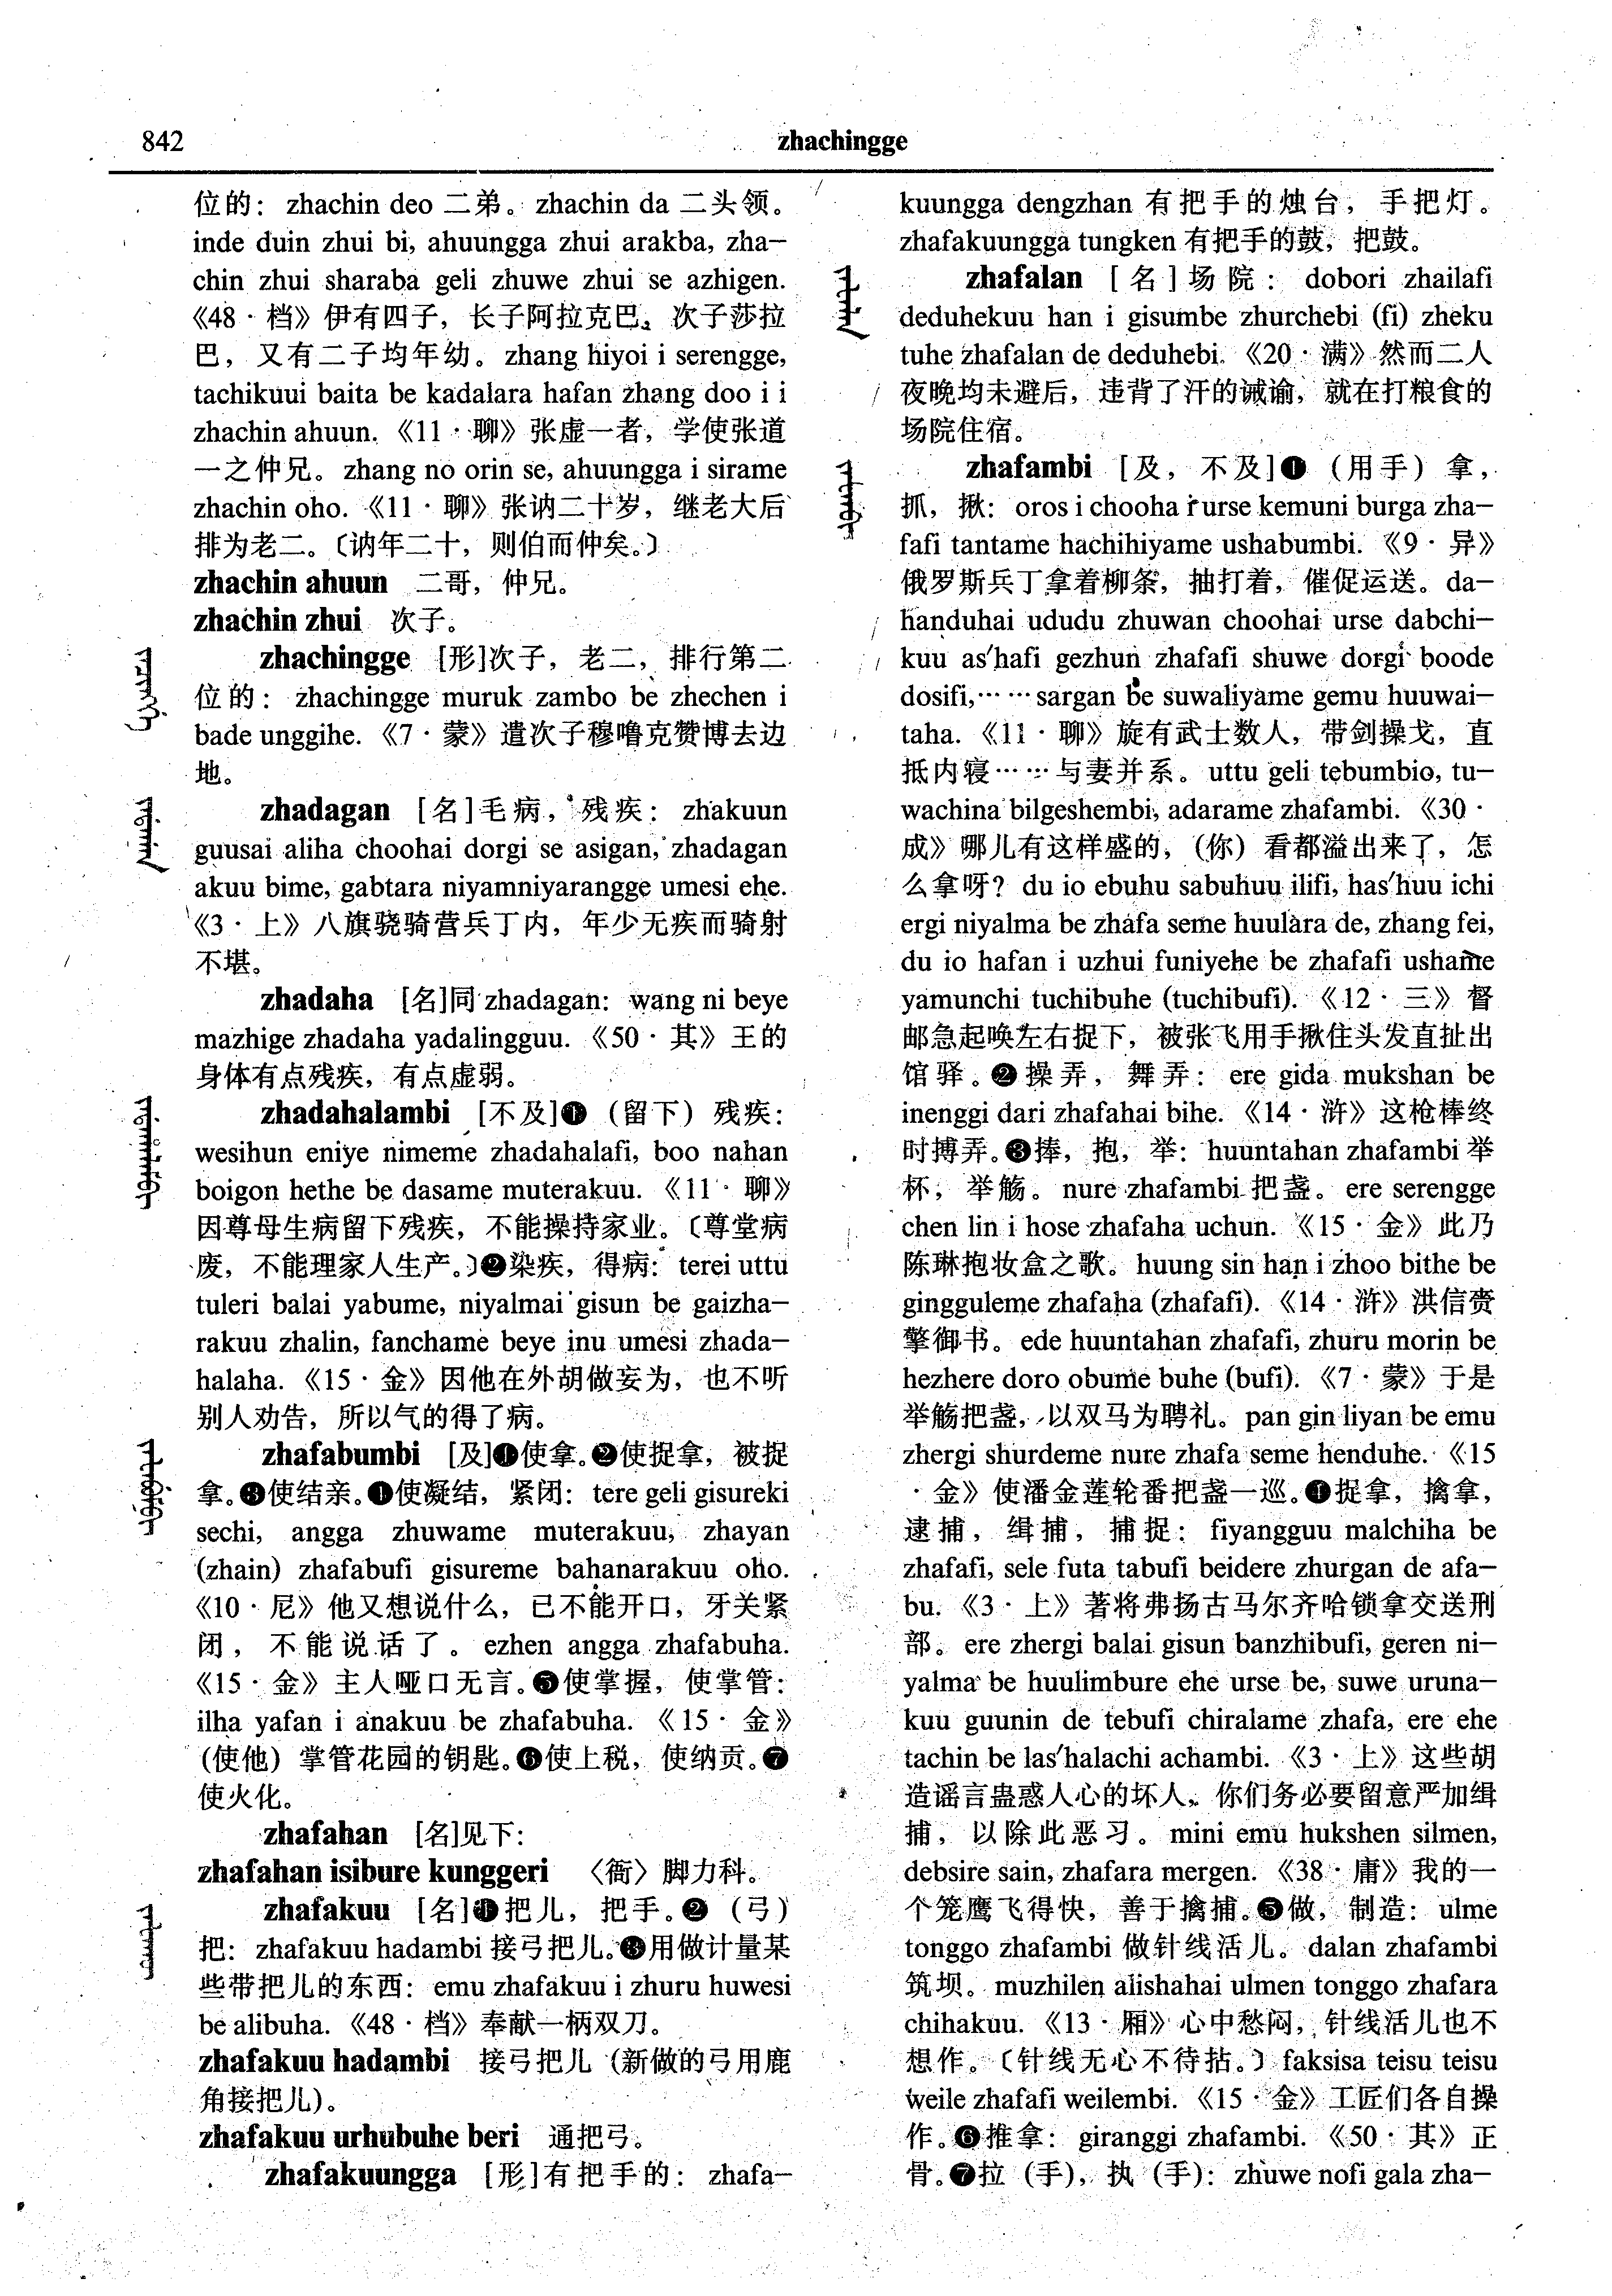 842
zhachingge
位的：zhachin deo 二弟。zhachin da 二头领。
inde duin zhui bi, ahuungga zhui arakba, zha–
chin zhui sharaba geli zhuwe zhui se azhigen.
《48·档》伊有四子，长子阿拉克巴，次子莎拉
巴，又有二子均年幼。zhang hiyoi i serengge,
tachikuui baita be kadalara hafan zhang doo i i
zhachin ahuun.《11·聊》张虚一者，学使张道
一之仲兄。zhang no orin se, ahuungga i sirame
zhachin oho.《11·聊》张讷二十岁，继老大后
排为老二。〔讷年二十，则伯而仲矣。〕
zhachin ahuun 二哥，仲兄。
zhachin zhui 次子。
zhachingge [形]次子，老二，排行第二
位的：zhachingge muruk zambo be zhechen i
bade unggihe.《7·蒙》遣次子穆噜克赞博去边
地。
zhadagan [名]毛病，残疾：zhakuun
guusai aliha choohai dorgi se asigan, zhadagan
akuu bime, gabtara niyamniyarangge umesi ehe.
《3·上》八旗骁骑营兵丁内，年少无疾而骑射
不堪。
zhadaha [名]同 zhadagan：wang ni beye
mazhige zhadaha yadalingguu.《50·其》王的
身体有点残疾，有点虚弱。
zhadahalambi [不及]❶（留下）残疾：
wesihun eniye nimeme zhadahalafi, boo nahan
boigon hethe be dasame muterakuu.《11·聊》
因尊母生病留下残疾，不能操持家业。〔尊堂病
废，不能理家人生产。〕❷染疾，得病：terei uttu
tuleri balai yabume, niyalmai gisun be gaizha–
rakuu zhalin, fanchame beye inu umesi zhada–
halaha.《15·金》因他在外胡做妄为，也不听
别人劝告，所以气的得了病。
zhafabumbi [及]❶使拿。❷使捉拿，被捉
拿。❸使结亲。❹使凝结，紧闭：tere geli gisureki
sechi, angga zhuwame muterakuu, zhayan
(zhain) zhafabufi gisureme bahanarakuu oho.
《10·尼》他又想说什么，已不能开口，牙关紧
闭，不能说话了。ezhen angga zhafabuha.
《15·金》主人哑口无言。❺使掌握，使掌管：
ilha yafan i anakuu be zhafabuha.《15·金》
（使他）掌管花园的钥匙。❻使上税，使纳贡。❼
使火化。
zhafahan [名]见下：
zhafahan isibure kunggeri 〈衙〉脚力科。
zhafakuu [名]❶把儿，把手。❷（弓）
把：zhafakuu hadambi 接弓把儿。❸用做计量某
些带把儿的东西：emu zhafakuu i zhuru huwesi
be alibuha.《48·档》奉献一柄双刀。
zhafakuu hadambi 接弓把儿（新做的弓用鹿
角接把儿）。
zhafakuu urhubuhe beri 通把弓。
zhafakuungga [形]有把手的：zhafa–
kuungga dengzhan 有把手的烛台，手把灯。
zhafakuungga tungken 有把手的鼓，把鼓。
zhafalan [名]场院：dobori zhailafi
deduhekuu han i gisumbe zhurchebi (fi) zheku
tuhe zhafalan de deduhebi.《20·满》然而二人
夜晚均未避后，违背了汗的诫谕，就在打粮食的
场院住宿。
zhafambi [及，不及]❶（用手）拿，
抓，揪：oros i chooha i urse kemuni burga zha–
fafi tantame hachihiyame ushabumbi.《9·异》
俄罗斯兵丁拿着柳条，抽打着，催促运送。da–
handuhai ududu zhuwan choohai urse dabchi–
kuu as'hafi gezhun zhafafi shuwe dorgi boode
dosifi,……sargan be suwaliyame gemu huuwai–
taha.《11·聊》旋有武士数人，带剑操戈，直
抵内寝……与妻并系。uttu geli tebumbio, tu–
wachina bilgeshembi, adarame zhafambi.《30·
成》哪儿有这样盛的，（你）看都溢出来了，怎
么拿呀？du io ebuhu sabuhuu ilifi, has'huu ichi
ergi niyalma be zhafa seme huulara de, zhang fei,
du io hafan i uzhui funiyehe be zhafafi ushame
yamunchi tuchibuhe (tuchibufi).《12·三》督
邮急起唤左右捉下，被张飞用手揪住头发直扯出
馆驿。❷操弄，舞弄：ere gida mukshan be
inenggi dari zhafahai bihe.《14·浒》这枪棒终
时搏弄。❸捧，抱，举：huuntahan zhafambi 举
杯，举觞。nure zhafambi 把盏。ere serengge
chen lin i hose zhafaha uchun.《15·金》此乃
陈琳抱妆盒之歌。huung sin han i zhoo bithe be
gingguleme zhafaha (zhafafi).《14·浒》洪信赍
擎御书。ede huuntahan zhafafi, zhuru morin be
hezhere doro obume buhe (bufi).《7·蒙》于是
举觞把盏，以双马为聘礼。pan gin liyan be emu
zhergi shurdeme nure zhafa seme henduhe.《15
·金》使潘金莲轮番把盏一巡。❹捉拿，擒拿，
逮捕，缉捕，捕捉：fiyangguu malchiha be
zhafafi, sele futa tabufi beidere zhurgan de afa–
bu.《3·上》著将弗扬古马尔齐哈锁拿交送刑
部。ere zhergi balai gisun banzhibufi, geren ni–
yalma be huulimbure ehe urse be, suwe uruna–
kuu guunin de tebufi chiralame zhafa, ere ehe
tachin be las'halachi achambi.《3·上》这些胡
造谣言蛊惑人心的坏人，你们务必要留意严加缉
捕，以除此恶习。mini emu hukshen silmen,
debsire sain, zhafara mergen.《38·庸》我的一
个笼鹰飞得快，善于擒捕。❺做，制造：ulme
tonggo zhafambi 做针线活儿。dalan zhafambi
筑坝。muzhilen alishahai ulmen tonggo zhafara
chihakuu.《13·厢》心中愁闷，针线活儿也不
想作。〔针线无心不待拈。〕faksisa teisu teisu
weile zhafafi weilembi.《15·金》工匠们各自操
作。❻推拿：giranggi zhafambi.《50·其》正
骨。❼拉（手），执（手）：zhuwe nofi gala zha–